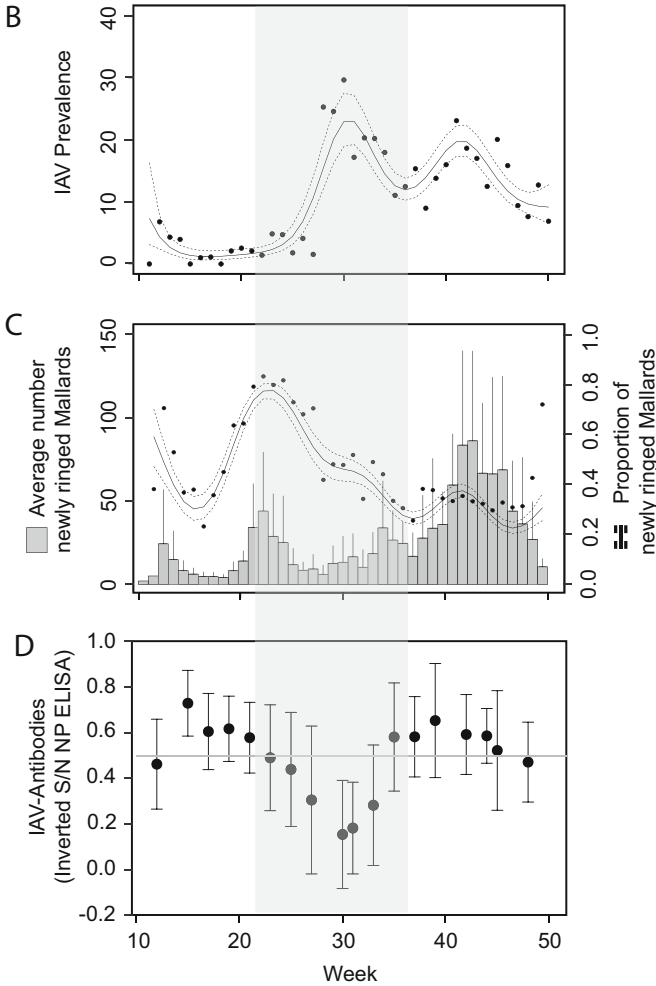 B
IAV Prevalence
40
30
20
10
0
C
Average number
newly ringed Mallards
150
100
50
0
1.0
0.8
0.6
0.4
0.2
0.0
Proportion of
newly ringed Mallards
D
IAV-Antibodies
(Inverted S/N NP ELISA)
1.0
0.8
0.6
0.4
0.2
0.0
-0.2
10 20 30 40 50
Week